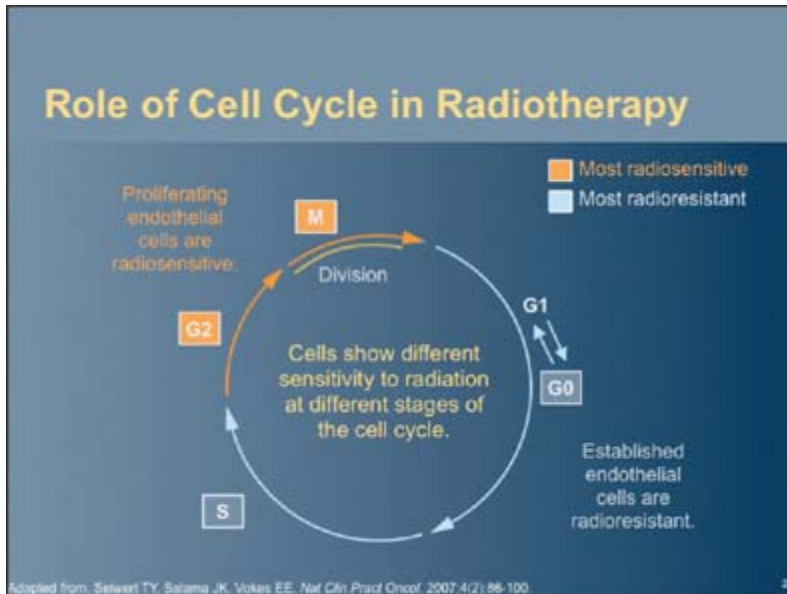 Role of Cell Cycle in Radiotherapy
Most radiosensitive
Most radioresistant
Proliferating
endothelial
cells are
radiosensitive.
M
Division
G2
G1
G0
Cells show different
sensitivity to radiation
at different stages of
the cell cycle.
Established
endothelial
cells are
radioresistant.
S
Adopted from: Seiwert TY, Salama JK, Vokes EE. Nat Clin Pract Oncol. 2007;4(2):86-100.